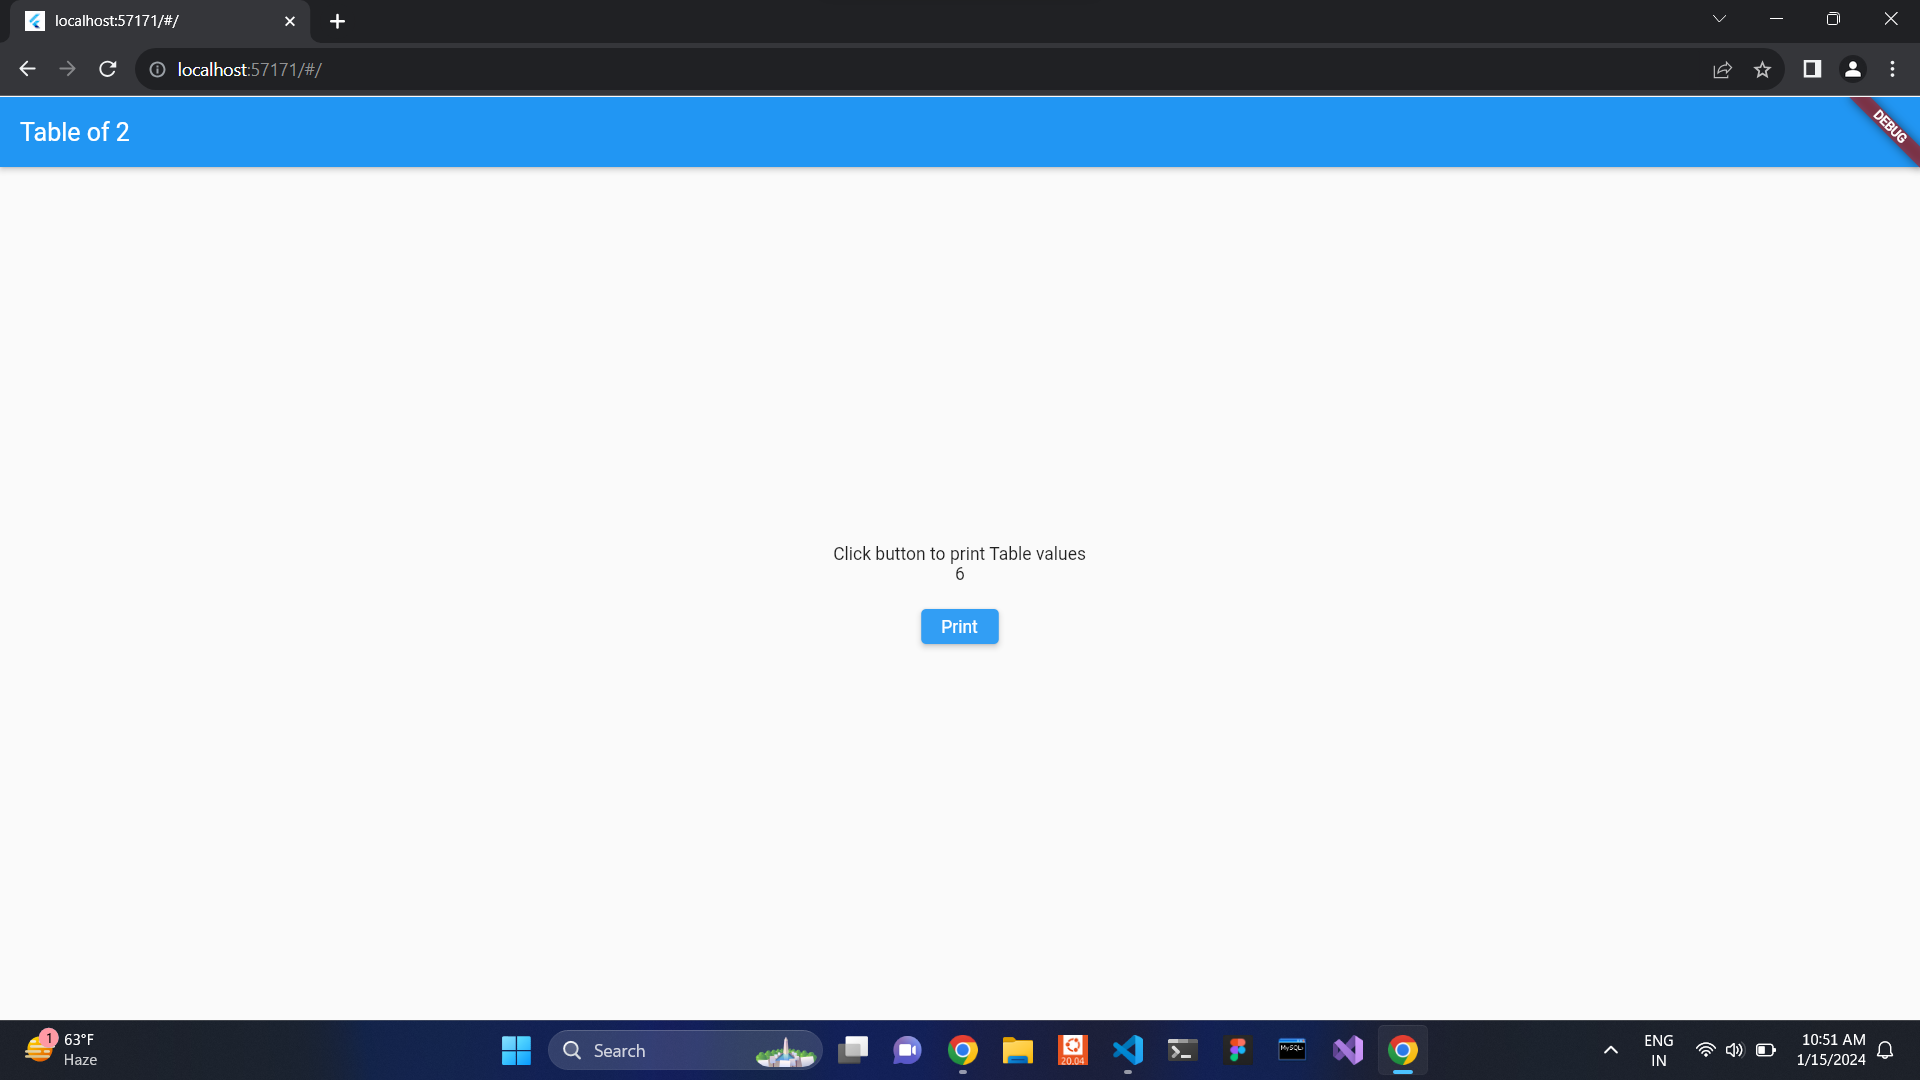 localhost:57171/#/
localhost:57171/#/
Table of 2
DEBUG
Click button to print Table values
6
Print
1
63°F
Haze
Search
20.04
MySQL
ENG
IN
10:51 AM
1/15/2024